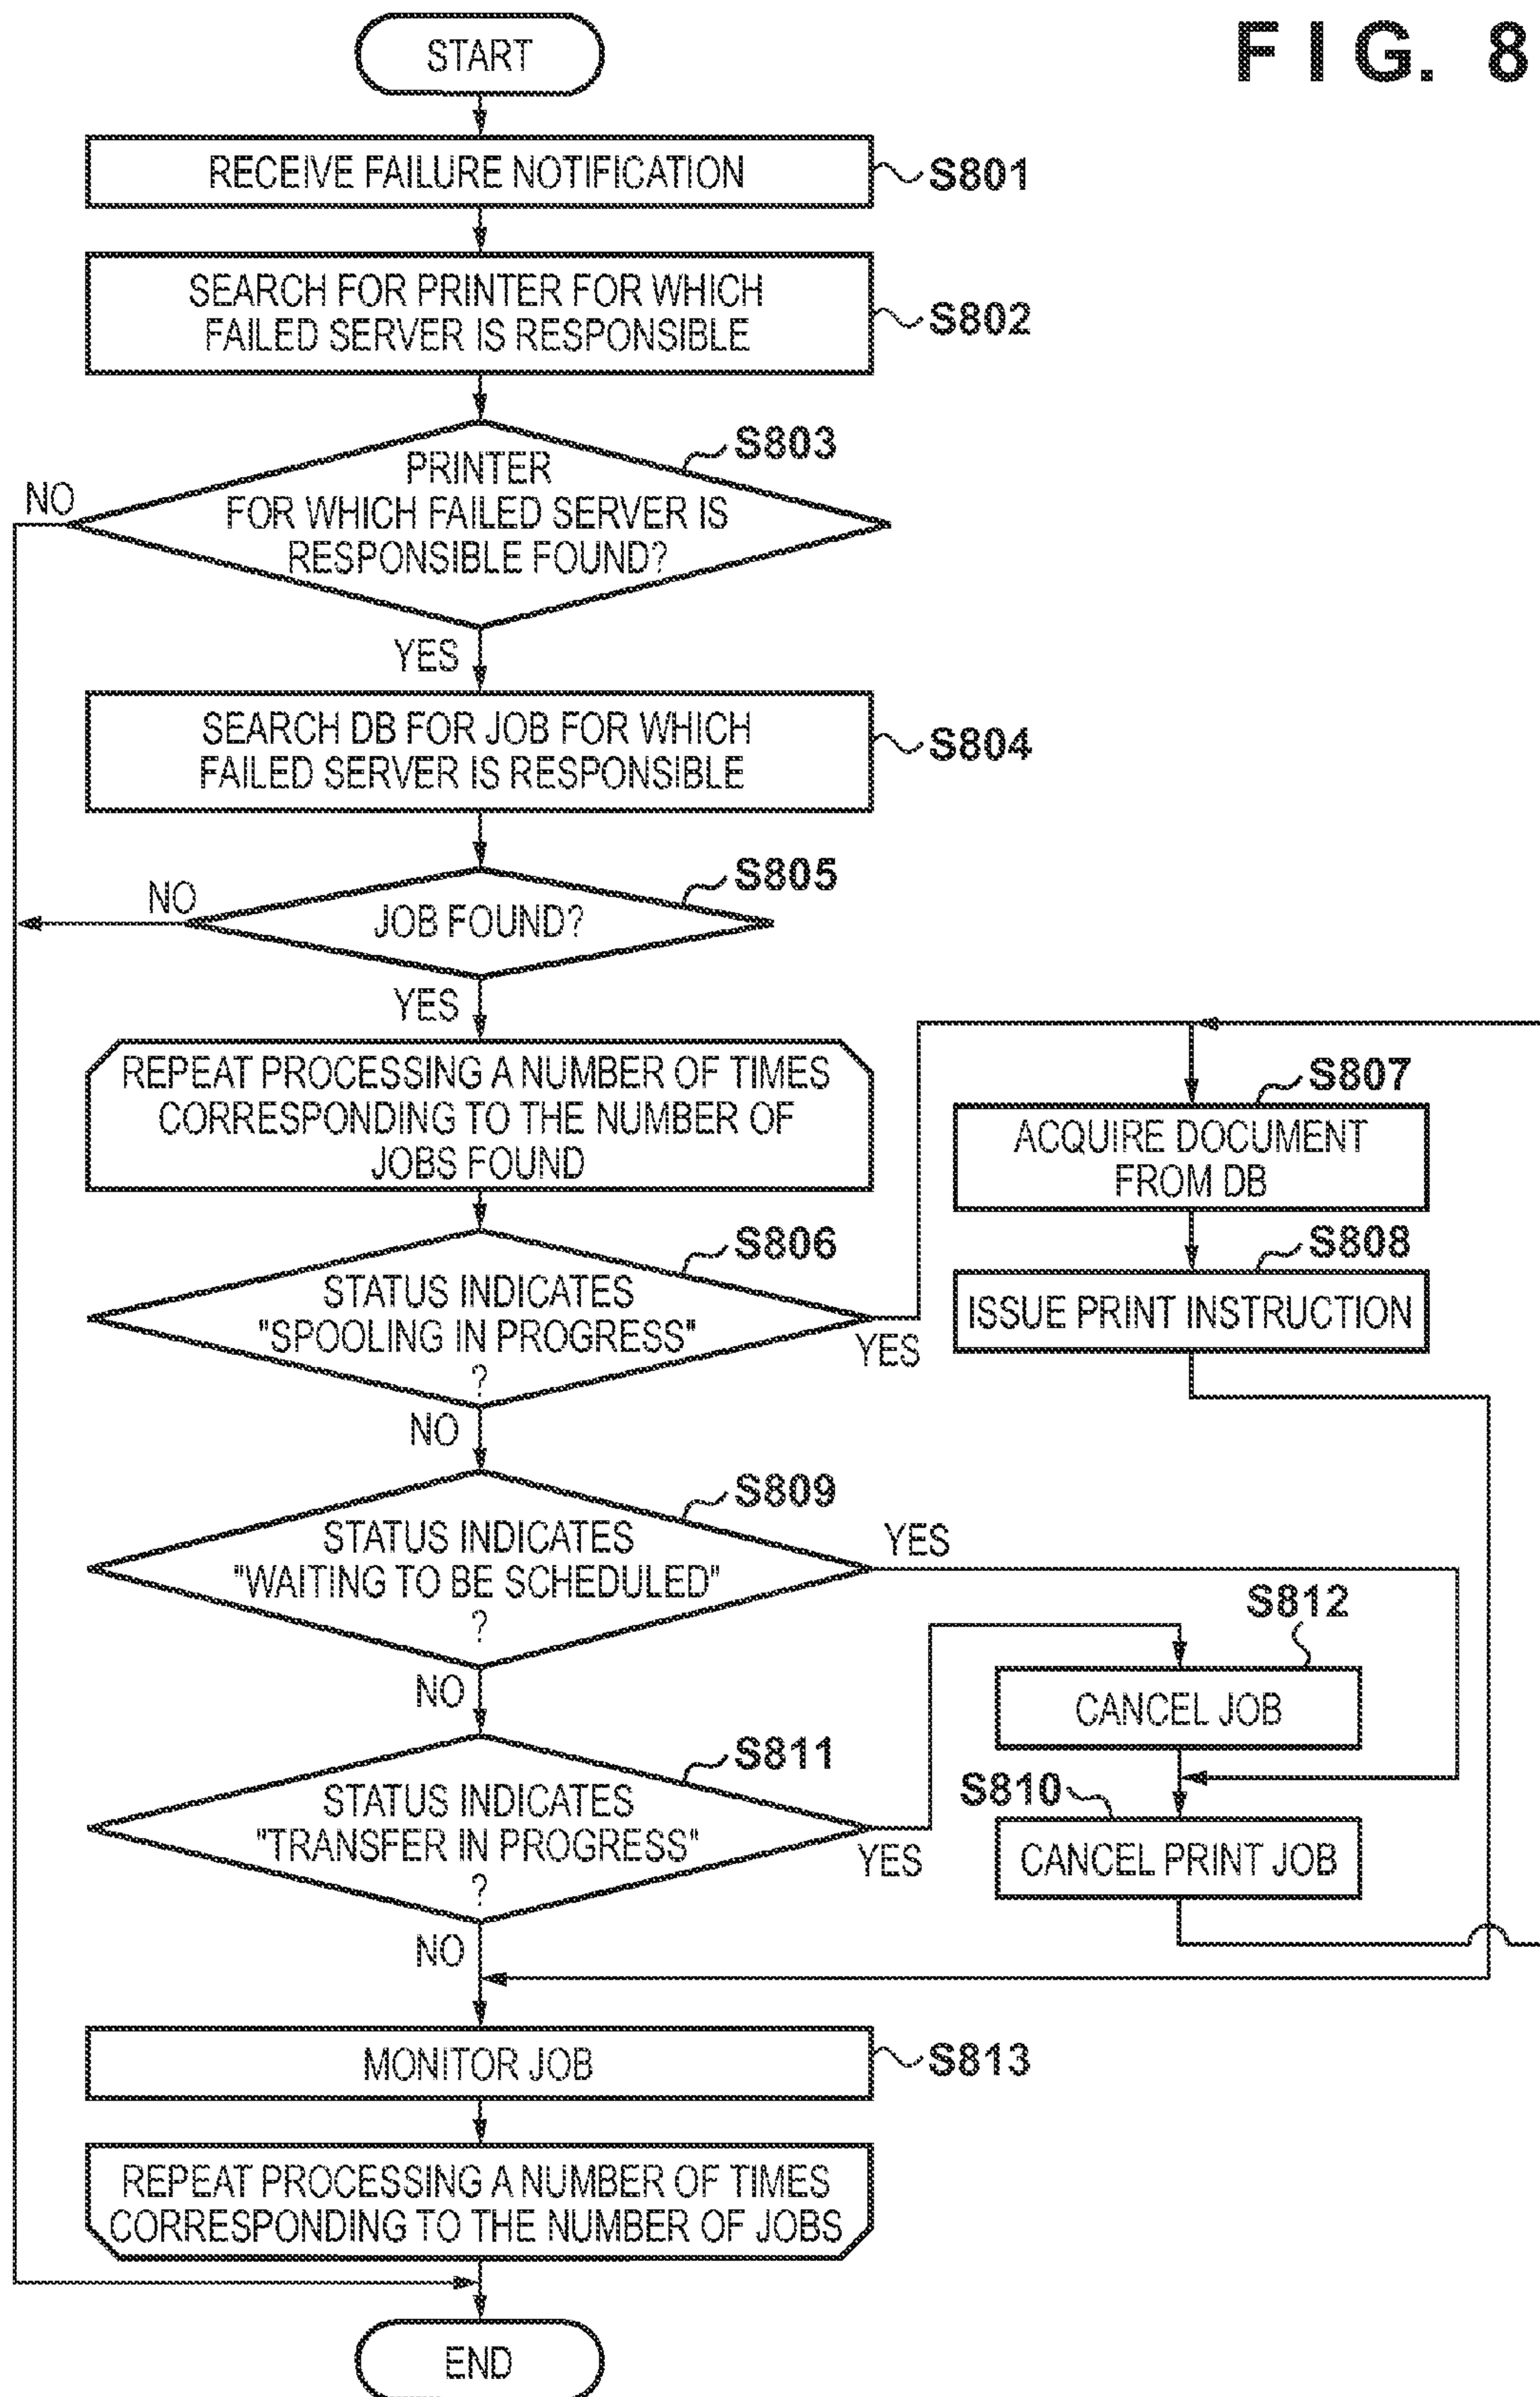 FIG. 8
START
RECEIVE FAILURE NOTIFICATION
S801
SEARCH FOR PRINTER FOR WHICH
FAILED SERVER IS RESPONSIBLE
S802
S803
PRINTER
FOR WHICH FAILED SERVER IS
RESPONSIBLE FOUND?
NO
YES
SEARCH DB FOR JOB FOR WHICH
FAILED SERVER IS RESPONSIBLE
S804
S805
JOB FOUND?
NO
YES
REPEAT PROCESSING A NUMBER OF TIMES
CORRESPONDING TO THE NUMBER OF
JOBS FOUND
S806
STATUS INDICATES
"SPOOLING IN PROGRESS"
?
YES
NO
S807
ACQUIRE DOCUMENT
FROM DB
S808
ISSUE PRINT INSTRUCTION
S809
STATUS INDICATES
"WAITING TO BE SCHEDULED"
?
YES
NO
S812
CANCEL JOB
S810
CANCEL PRINT JOB
S811
STATUS INDICATES
"TRANSFER IN PROGRESS"
?
YES
NO
MONITOR JOB
S813
REPEAT PROCESSING A NUMBER OF TIMES
CORRESPONDING TO THE NUMBER OF JOBS
END